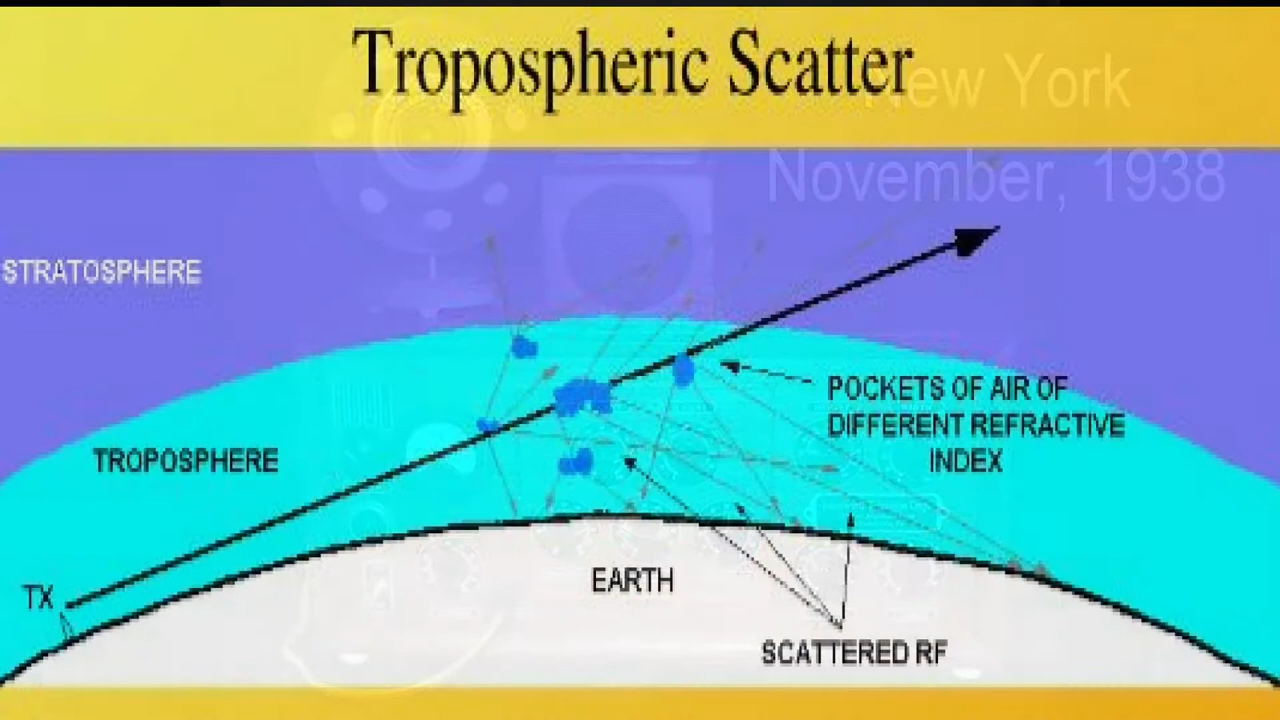 Tropospheric Scatter
New York
November, 1938
STRATOSPHERE
POCKETS OF AIR OF
DIFFERENT REFRACTIVE
INDEX
TROPOSPHERE
TX
EARTH
SCATTERED RF